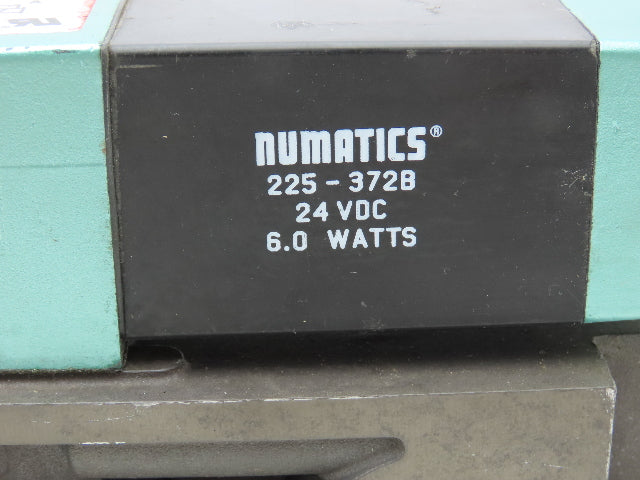 NUMATICS®
225-372B
24 VDC
6.0 WATTS